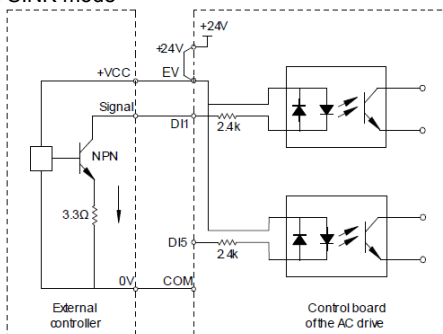 SINK mode
+24V
+24V
+VCC
EV
Signal
DI1
2.4k
NPN
3.3Ω
DI5
2.4k
0V
COM
External
controller
Control board
of the AC drive